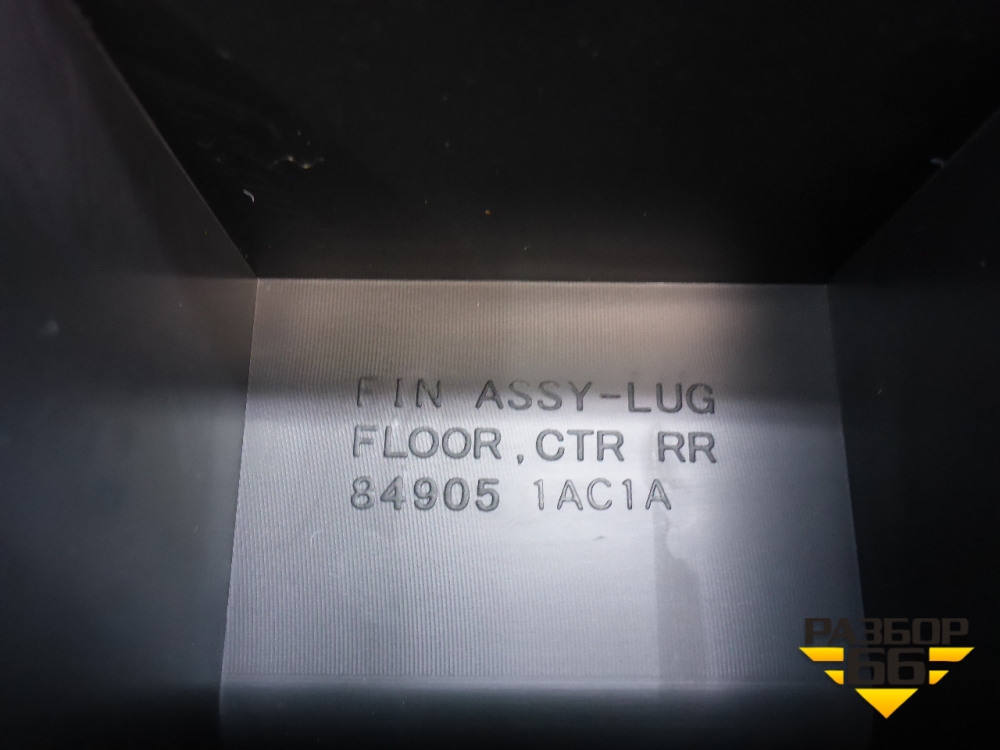 FIN ASSY-LUG
FLOOR,CTR RR
84905 1AC1A
РАЗБОР
66